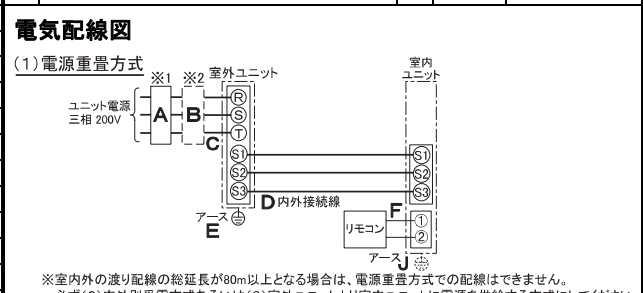 電気配線図
(1)電源重畳方式
※1 ※2 室外ユニット 室内
ユニット
ユニット電源
三相 200V
A B C
R
S
T
S1
S2
S3
S1
S2
S3
D 内外接続線
アース
E
リモコン
F
①
②
アース J
※室内外の渡り配線の総延長が80m以上となる場合は、電源重畳方式での配線はできません。